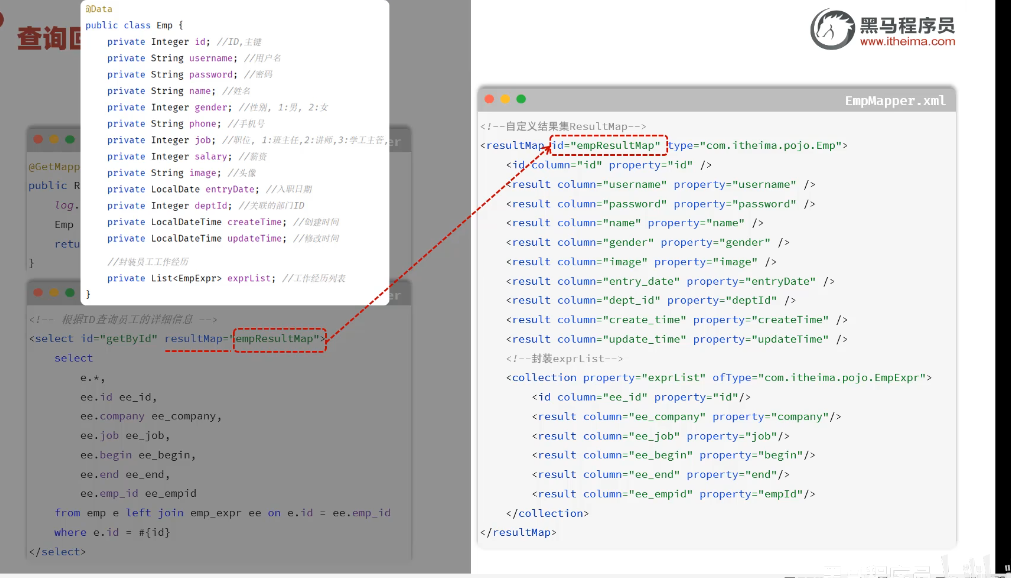 查询回
@Data
public class Emp {
private Integer id; //ID,主键
private String username; //用户名
private String password; //密码
private String name; //姓名
private Integer gender; //性别, 1:男, 2:女
private String phone; //手机号
private Integer job; //职位, 1:班主任,2:讲师,3:学工主管,
private Integer salary; //薪资
private String image; //头像
private LocalDate entryDate; //入职日期
private Integer deptId; //关联的部门ID
private LocalDateTime createTime; //创建时间
private LocalDateTime updateTime; //修改时间
//封装员工工作经历
private List<EmpExpr> exprList; //工作经历列表
}
er
@GetMapp
public R
log.
Emp
retu
}
er
<!-- 根据ID查询员工的详细信息 -->
<select id="getById" resultMap="empResultMap">
select
e.*,
ee.id ee_id,
ee.company ee_company,
ee.job ee_job,
ee.begin ee_begin,
ee.end ee_end,
ee.emp_id ee_empid
from emp e left join emp_expr ee on e.id = ee.emp_id
where e.id = #{id}
</select>
黑马程序员
www.itheima.com
EmpMapper.xml
<!--自定义结果集ResultMap-->
<resultMap id="empResultMap" type="com.itheima.pojo.Emp">
<id column="id" property="id" />
<result column="username" property="username" />
<result column="password" property="password" />
<result column="name" property="name" />
<result column="gender" property="gender" />
<result column="image" property="image" />
<result column="entry_date" property="entryDate" />
<result column="dept_id" property="deptId" />
<result column="create_time" property="createTime" />
<result column="update_time" property="updateTime" />
<!--封装exprList-->
<collection property="exprList" ofType="com.itheima.pojo.EmpExpr">
<id column="ee_id" property="id"/>
<result column="ee_company" property="company"/>
<result column="ee_job" property="job"/>
<result column="ee_begin" property="begin"/>
<result column="ee_end" property="end"/>
<result column="ee_empid" property="empId"/>
</collection>
</resultMap>